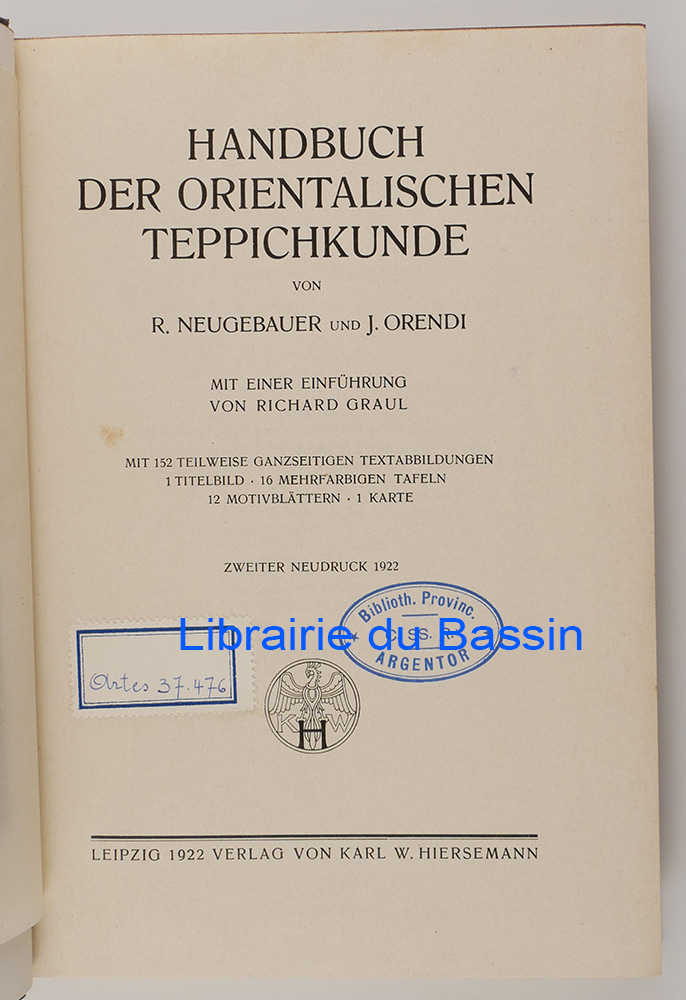 HANDBUCH
DER ORIENTALISCHEN
TEPPICHKUNDE
VON
R. NEUGEBAUER UND J. ORENDI
MIT EINER EINFÜHRUNG
VON RICHARD GRAUL
MIT 152 TEILWEISE GANZSEITIGEN TEXTABBILDUNGEN
1 TITELBILD · 16 MEHRFARBIGEN TAFELN
12 MOTIVBLÄTTERN · 1 KARTE
ZWEITER NEUDRUCK 1922
Biblioth. Provinc.
C. SS. R.
ARGENTOR
Librairie du Bassin
Artes 37.476
K H W
LEIPZIG 1922 VERLAG VON KARL W. HIERSEMANN